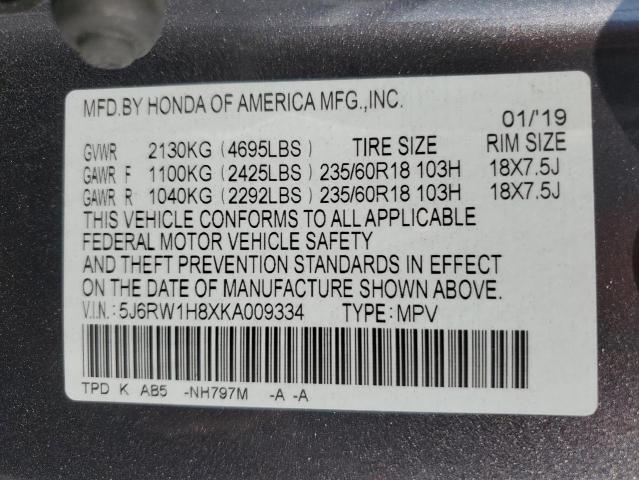 MFD.BY HONDA OF AMERICA MFG.,INC.
01/'19
GVWR 2130KG (4695LBS) TIRE SIZE RIM SIZE
GAWR F 1100KG (2425LBS) 235/60R18 103H 18X7.5J
GAWR R 1040KG (2292LBS) 235/60R18 103H 18X7.5J
THIS VEHICLE CONFORMS TO ALL APPLICABLE
FEDERAL MOTOR VEHICLE SAFETY
AND THEFT PREVENTION STANDARDS IN EFFECT
ON THE DATE OF MANUFACTURE SHOWN ABOVE.
V.I.N.: 5J6RW1H8XKA009334 TYPE: MPV
TPD K AB5 -NH797M -A -A